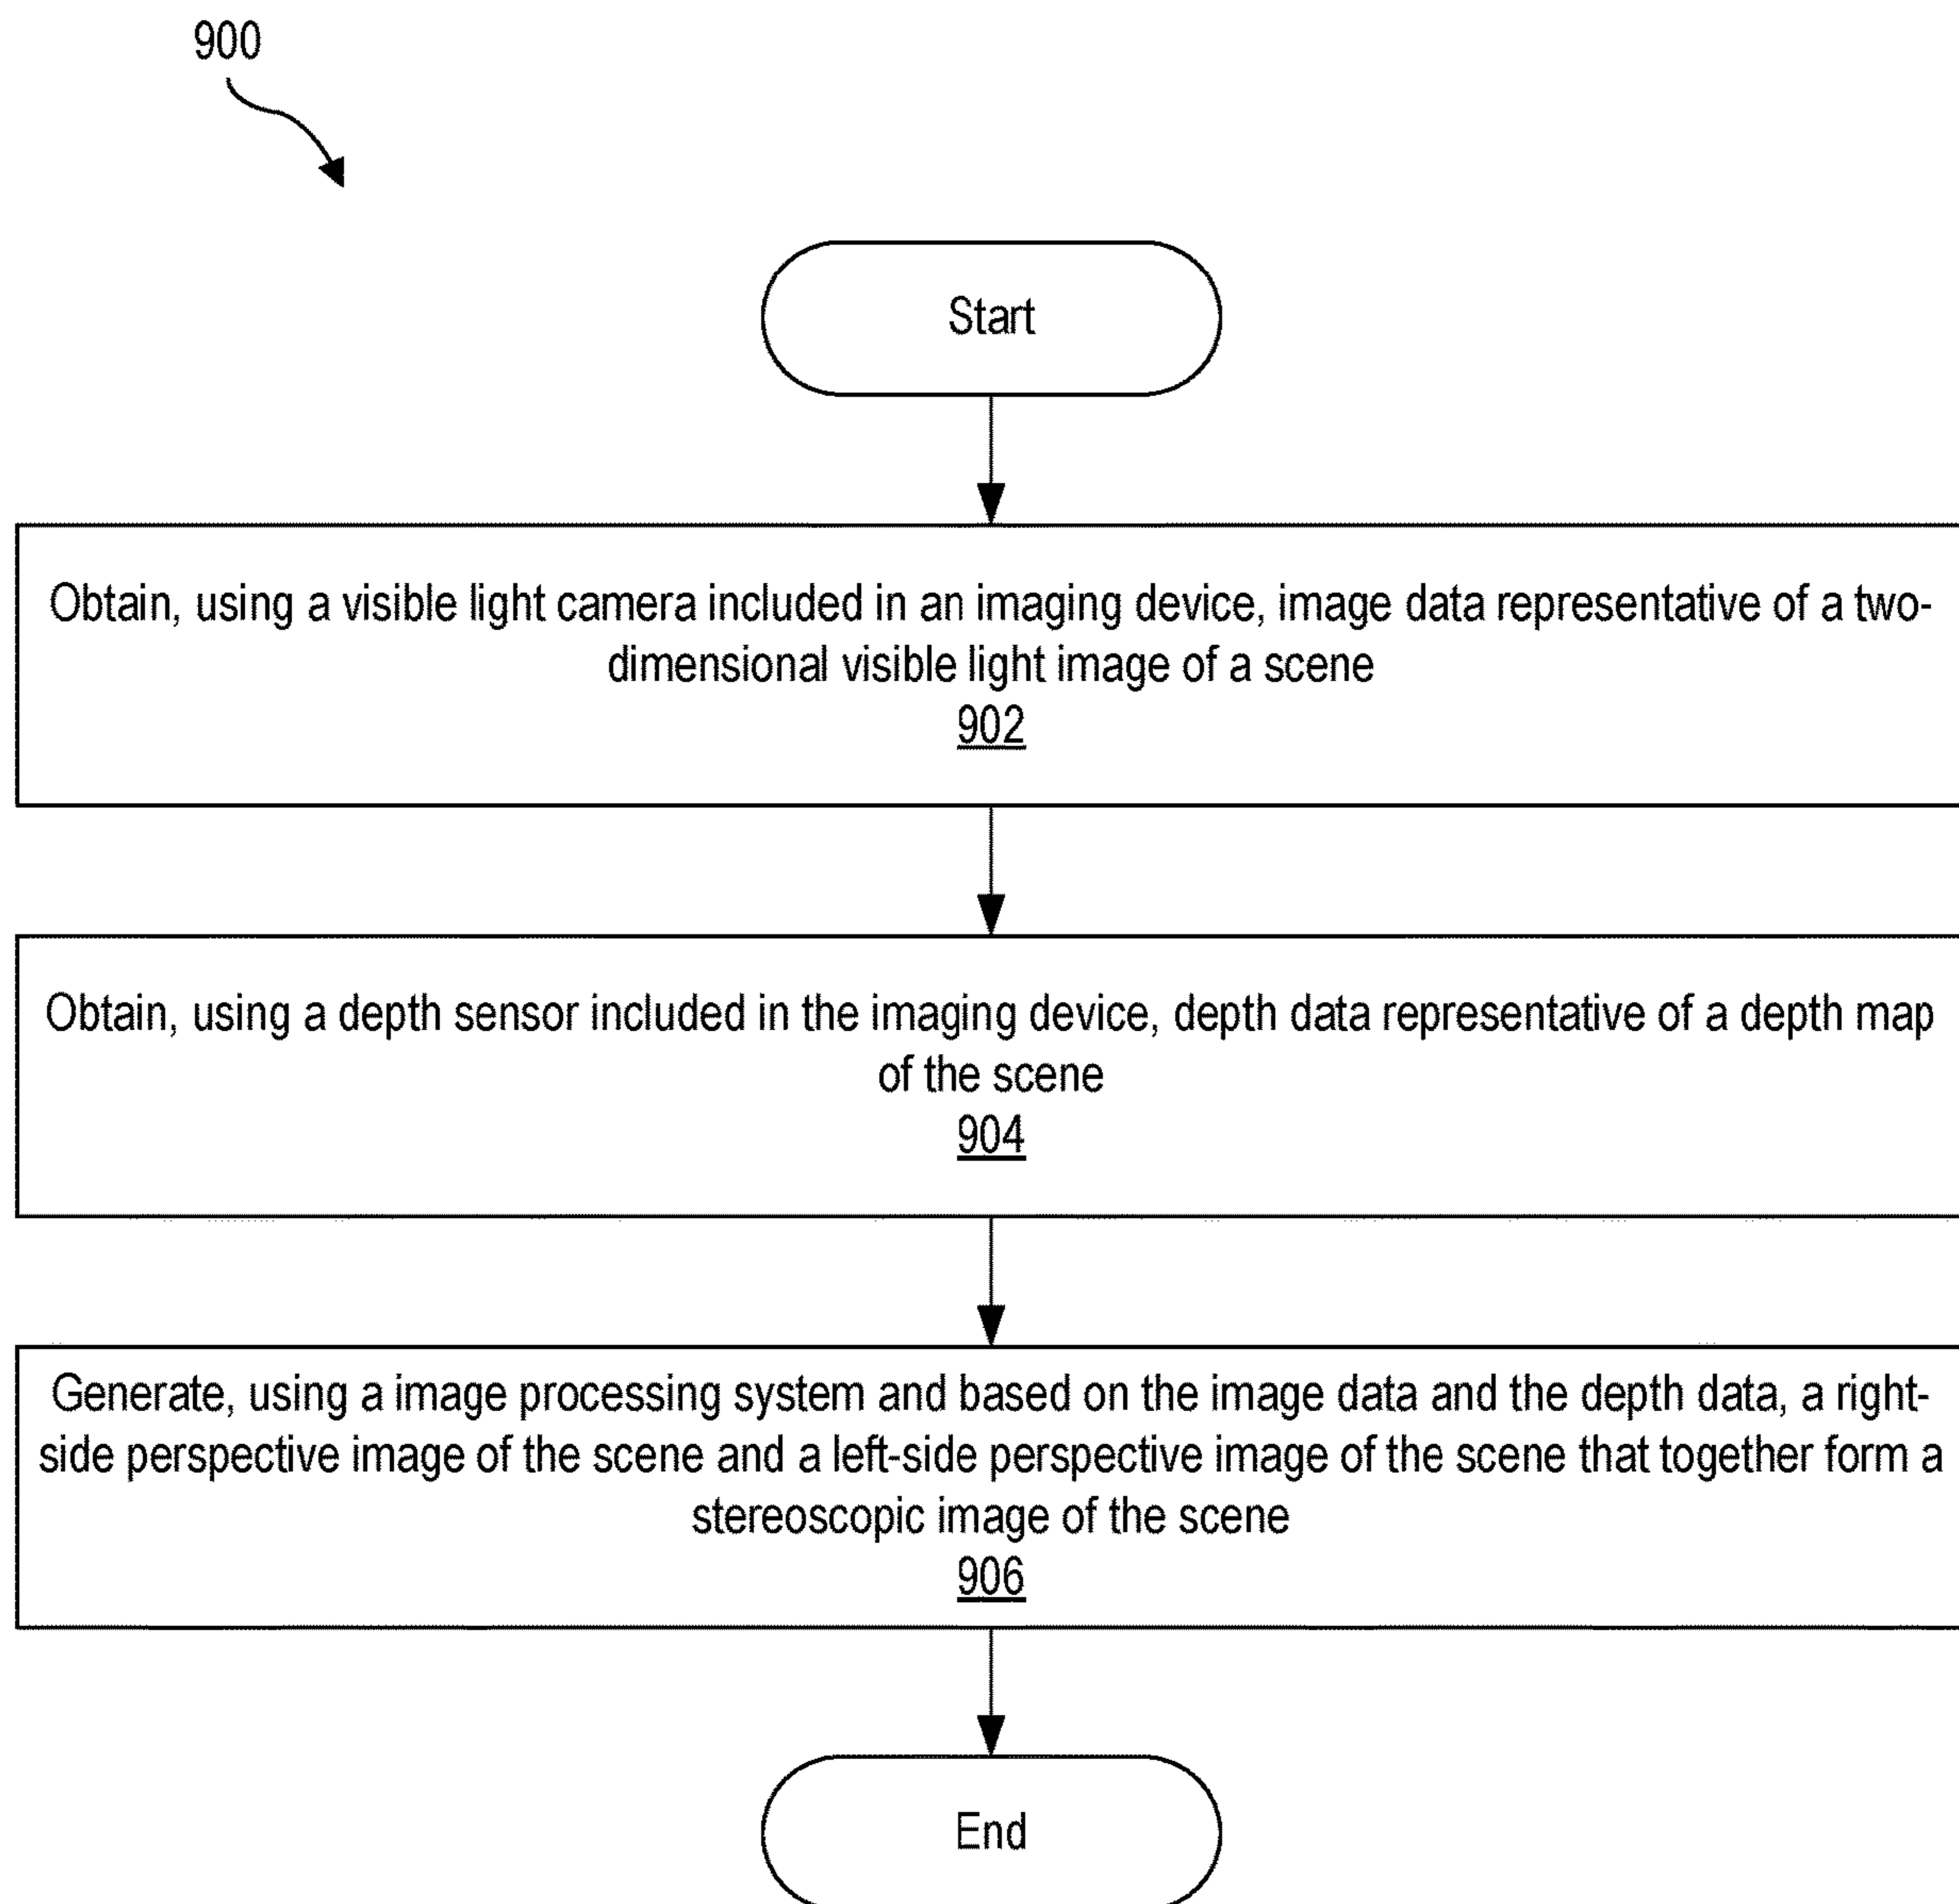 900
Start
Obtain, using a visible light camera included in an imaging device, image data representative of a two-
dimensional visible light image of a scene
902
Obtain, using a depth sensor included in the imaging device, depth data representative of a depth map
of the scene
904
Generate, using a image processing system and based on the image data and the depth data, a right-
side perspective image of the scene and a left-side perspective image of the scene that together form a
stereoscopic image of the scene
906
End